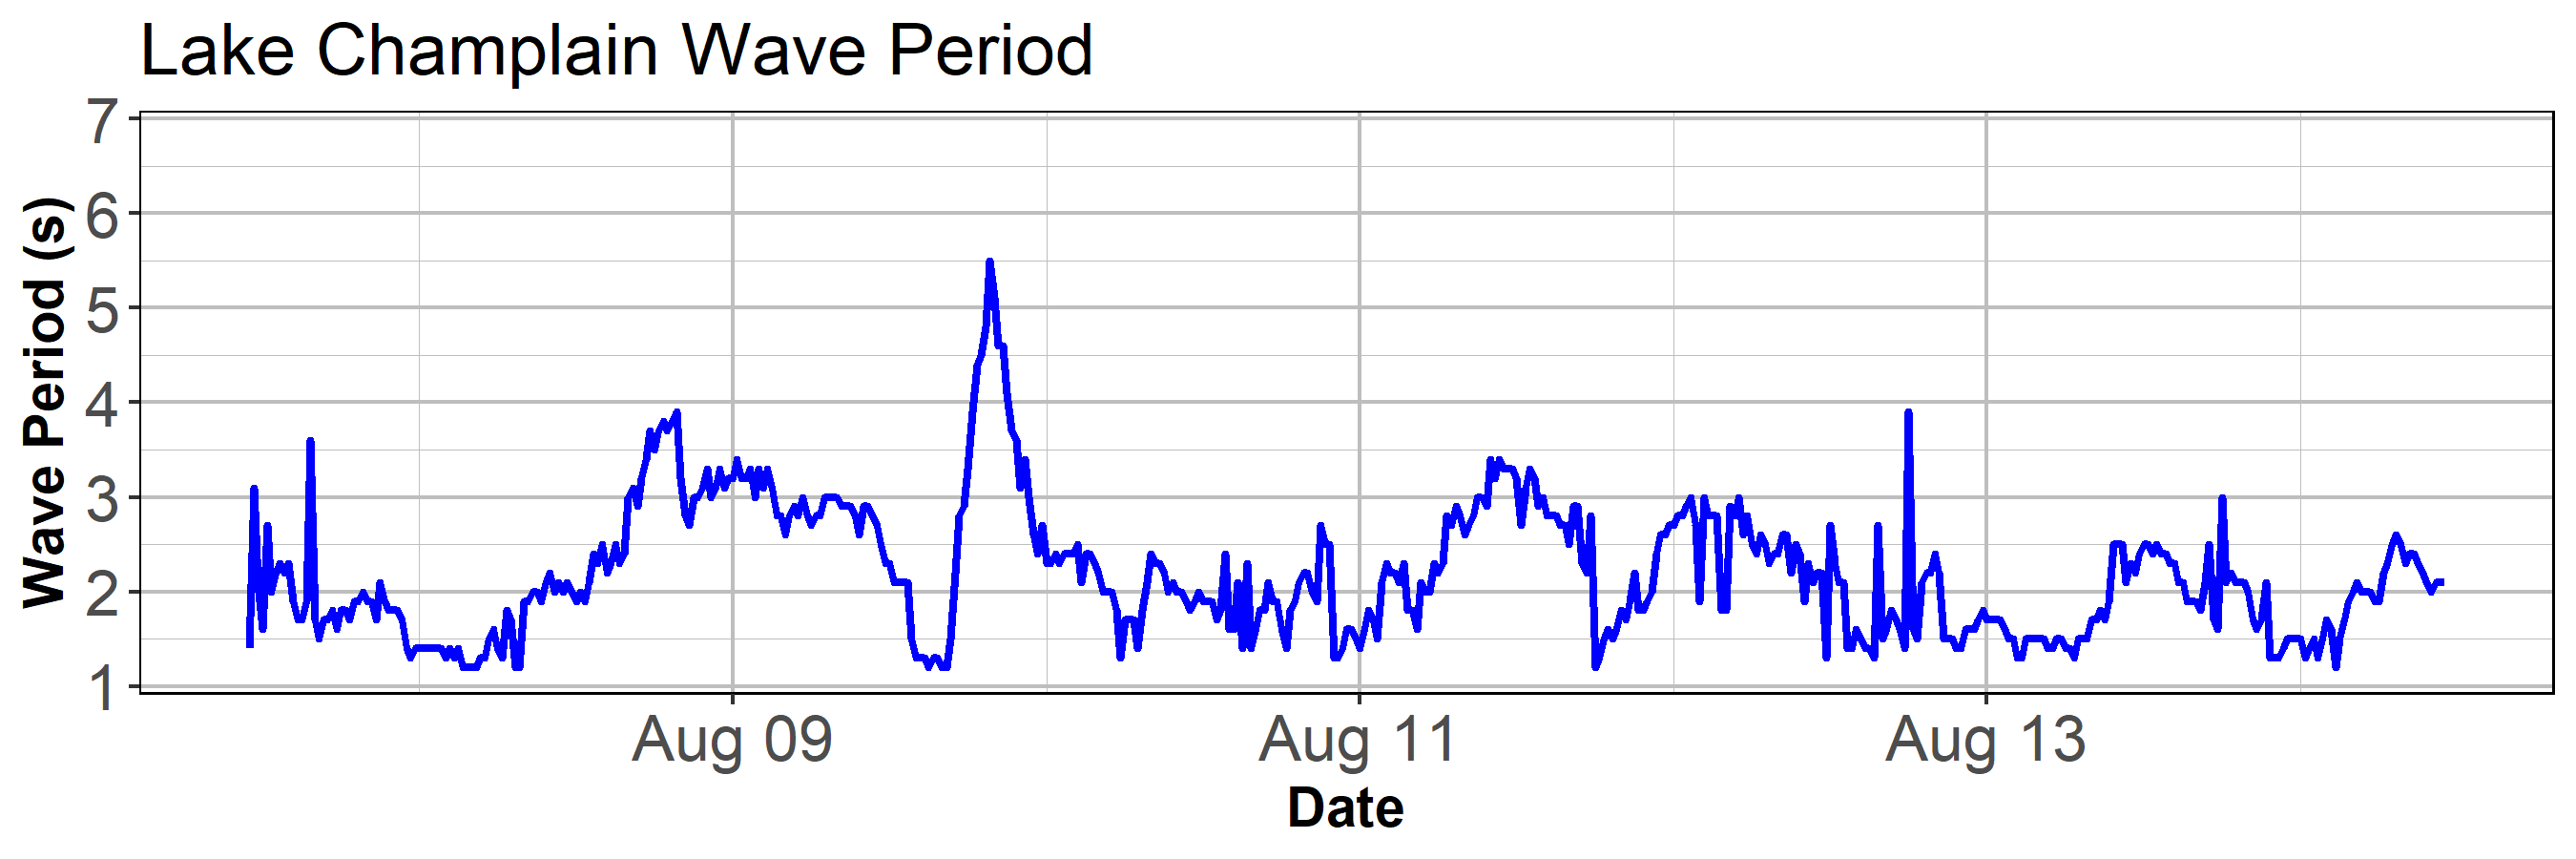 Lake Champlain Wave Period
Wave Period (s)
7
6
5
4
3
2
1
Aug 09
Aug 11
Aug 13
Date